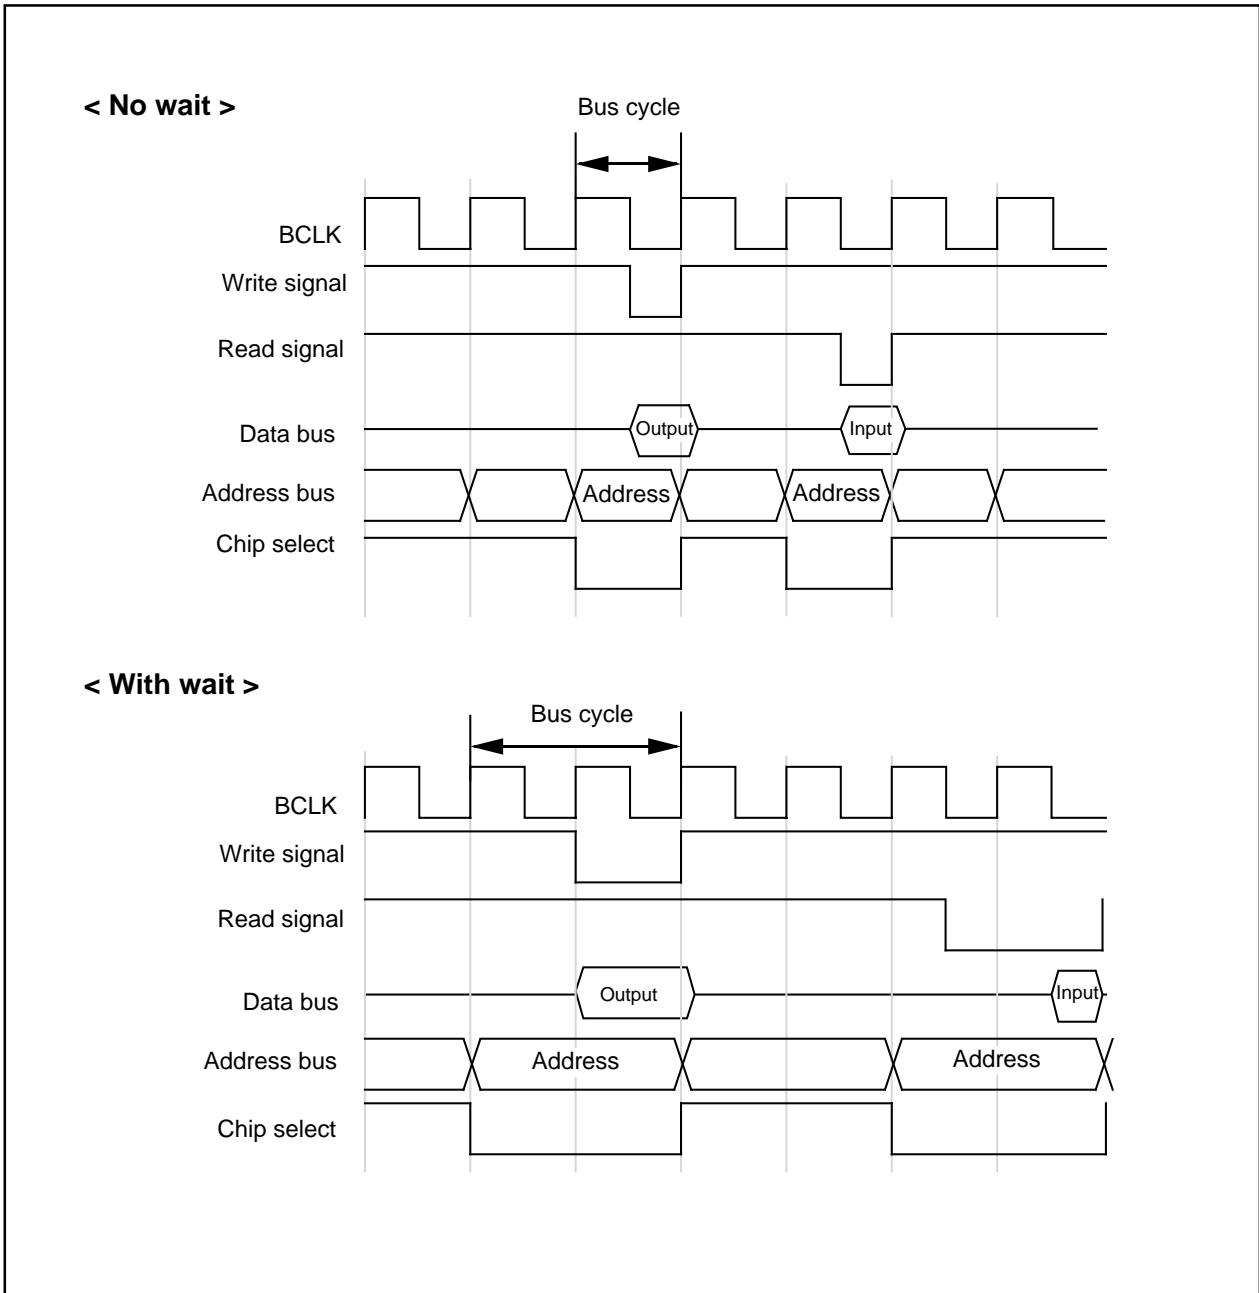 < No wait >
Bus cycle
BCLK
Write signal
Read signal
Data bus
Output
Input
Address bus
Address
Address
Chip select
< With wait >
Bus cycle
BCLK
Write signal
Read signal
Data bus
Output
Input
Address bus
Address
Address
Chip select